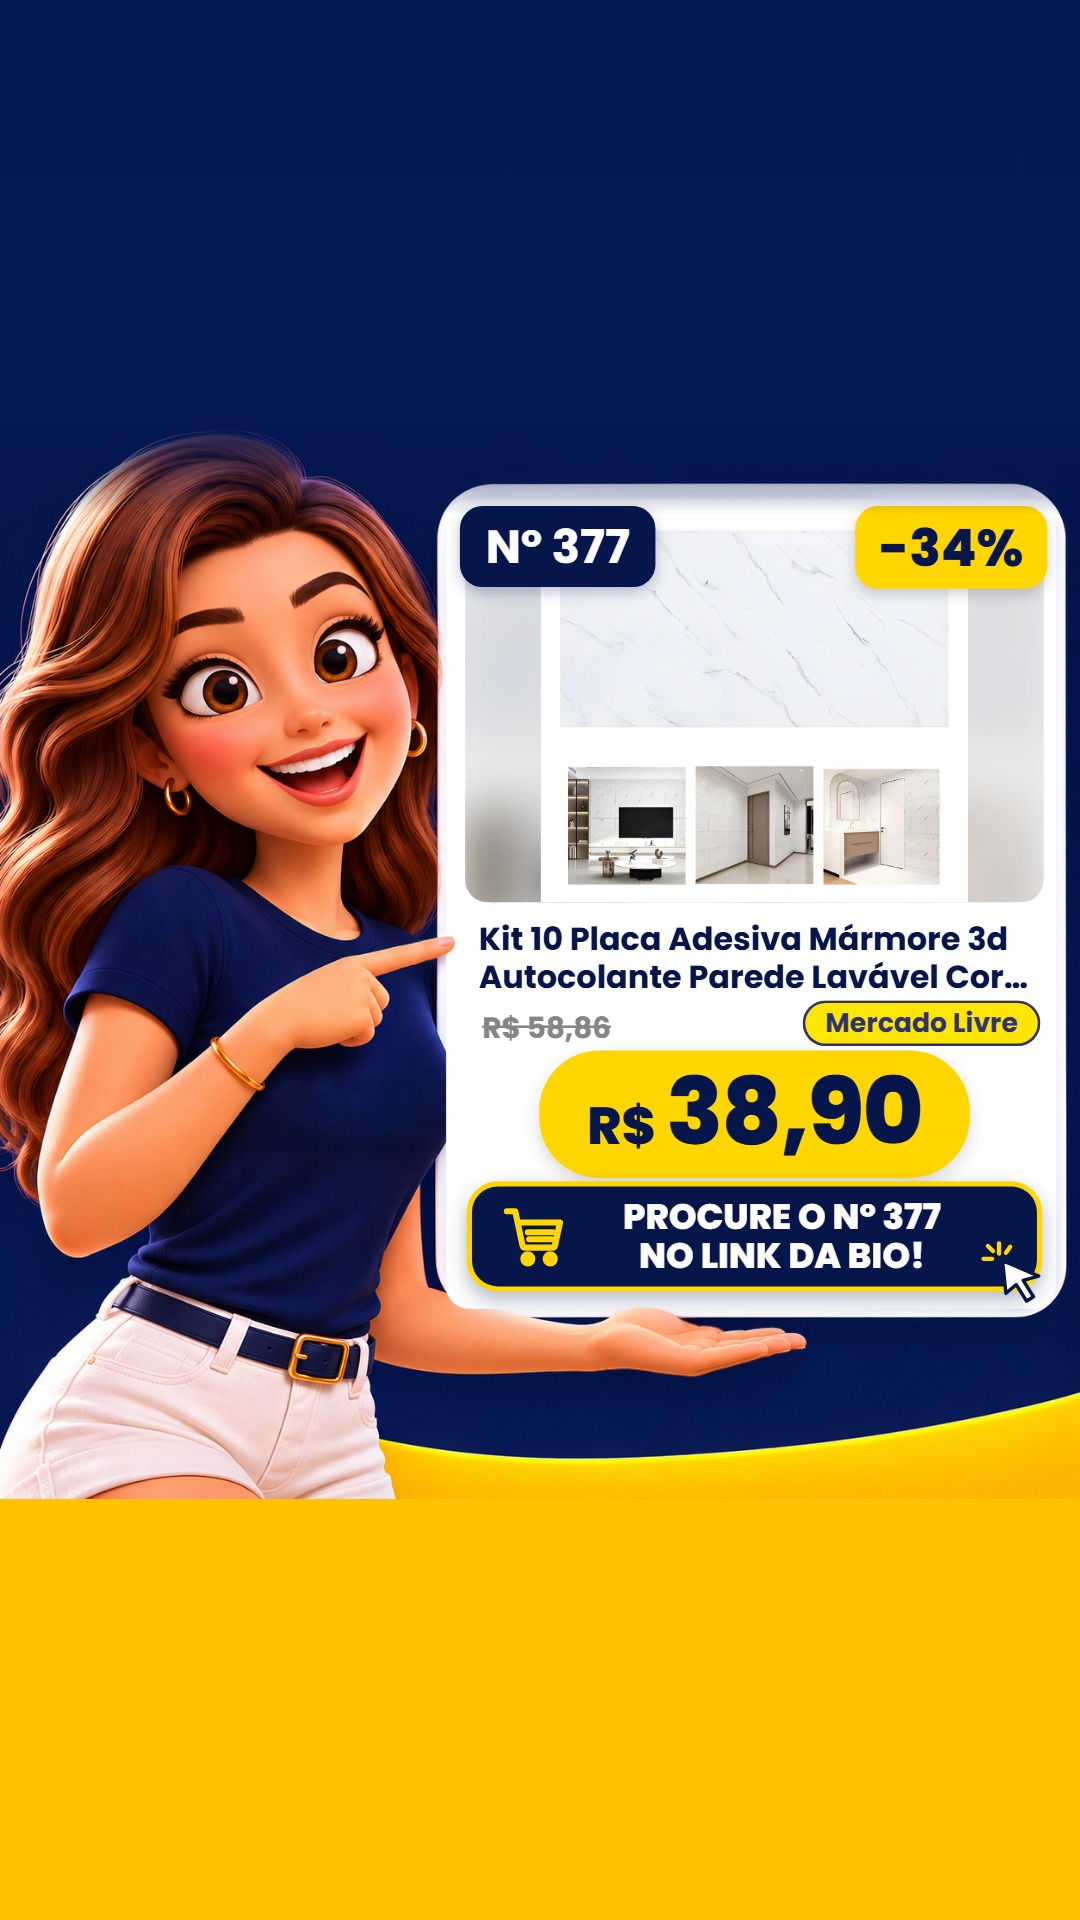 Nº 377
-34%
Kit 10 Placa Adesiva Mármore 3d
Autocolante Parede Lavável Cor...
R$ 58,86
Mercado Livre
R$ 38,90
PROCURE O Nº 377
NO LINK DA BIO!